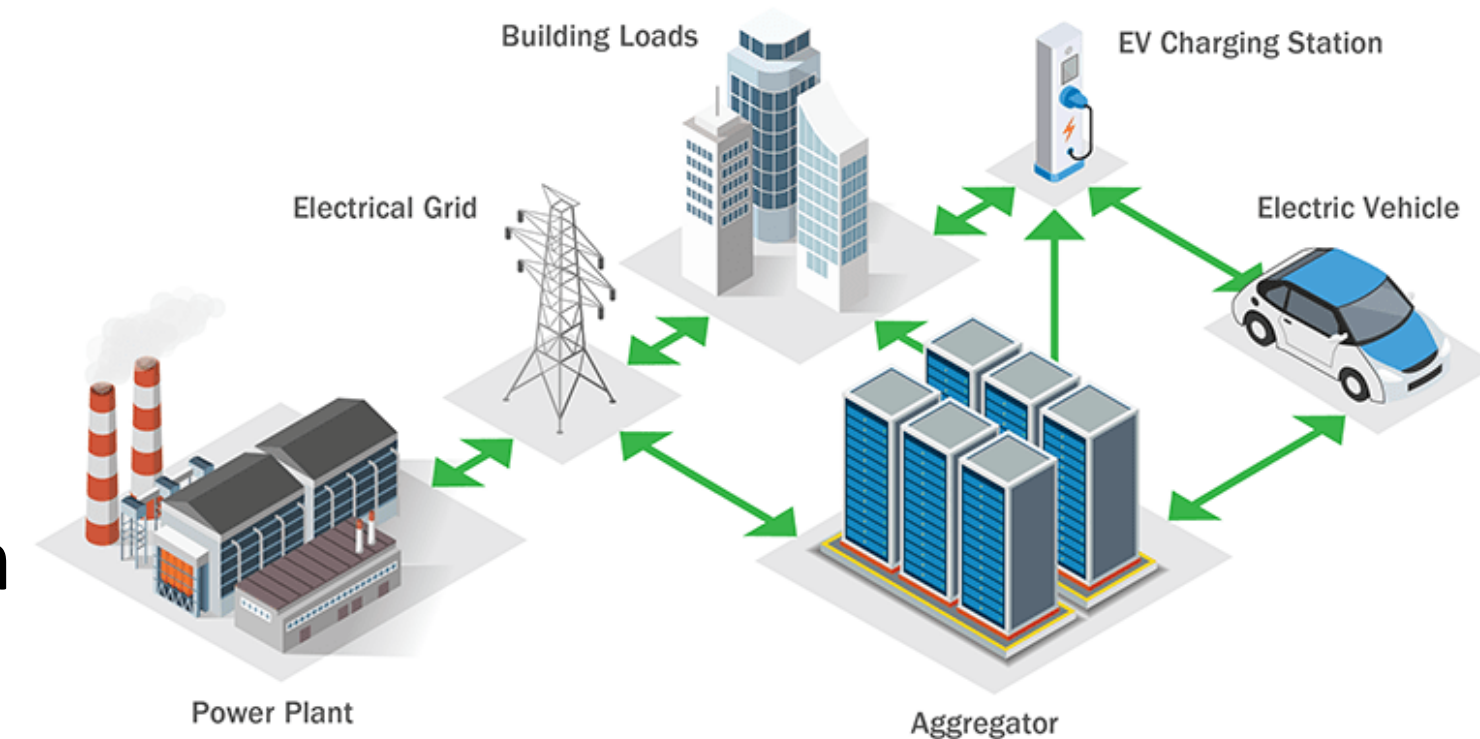 Building Loads
EV Charging Station
Electrical Grid
Electric Vehicle
Power Plant
Aggregator